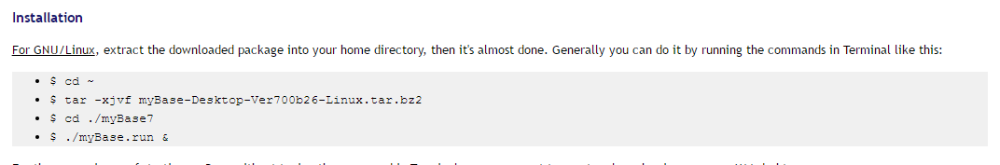 Installation
For GNU/Linux, extract the downloaded package into your home directory, then it's almost done. Generally you can do it by running the commands in Terminal like this:
• $ cd ~
• $ tar -xjvf myBase-Desktop-Ver700b26-Linux.tar.bz2
• $ cd ./myBase7
• $ ./myBase.run &